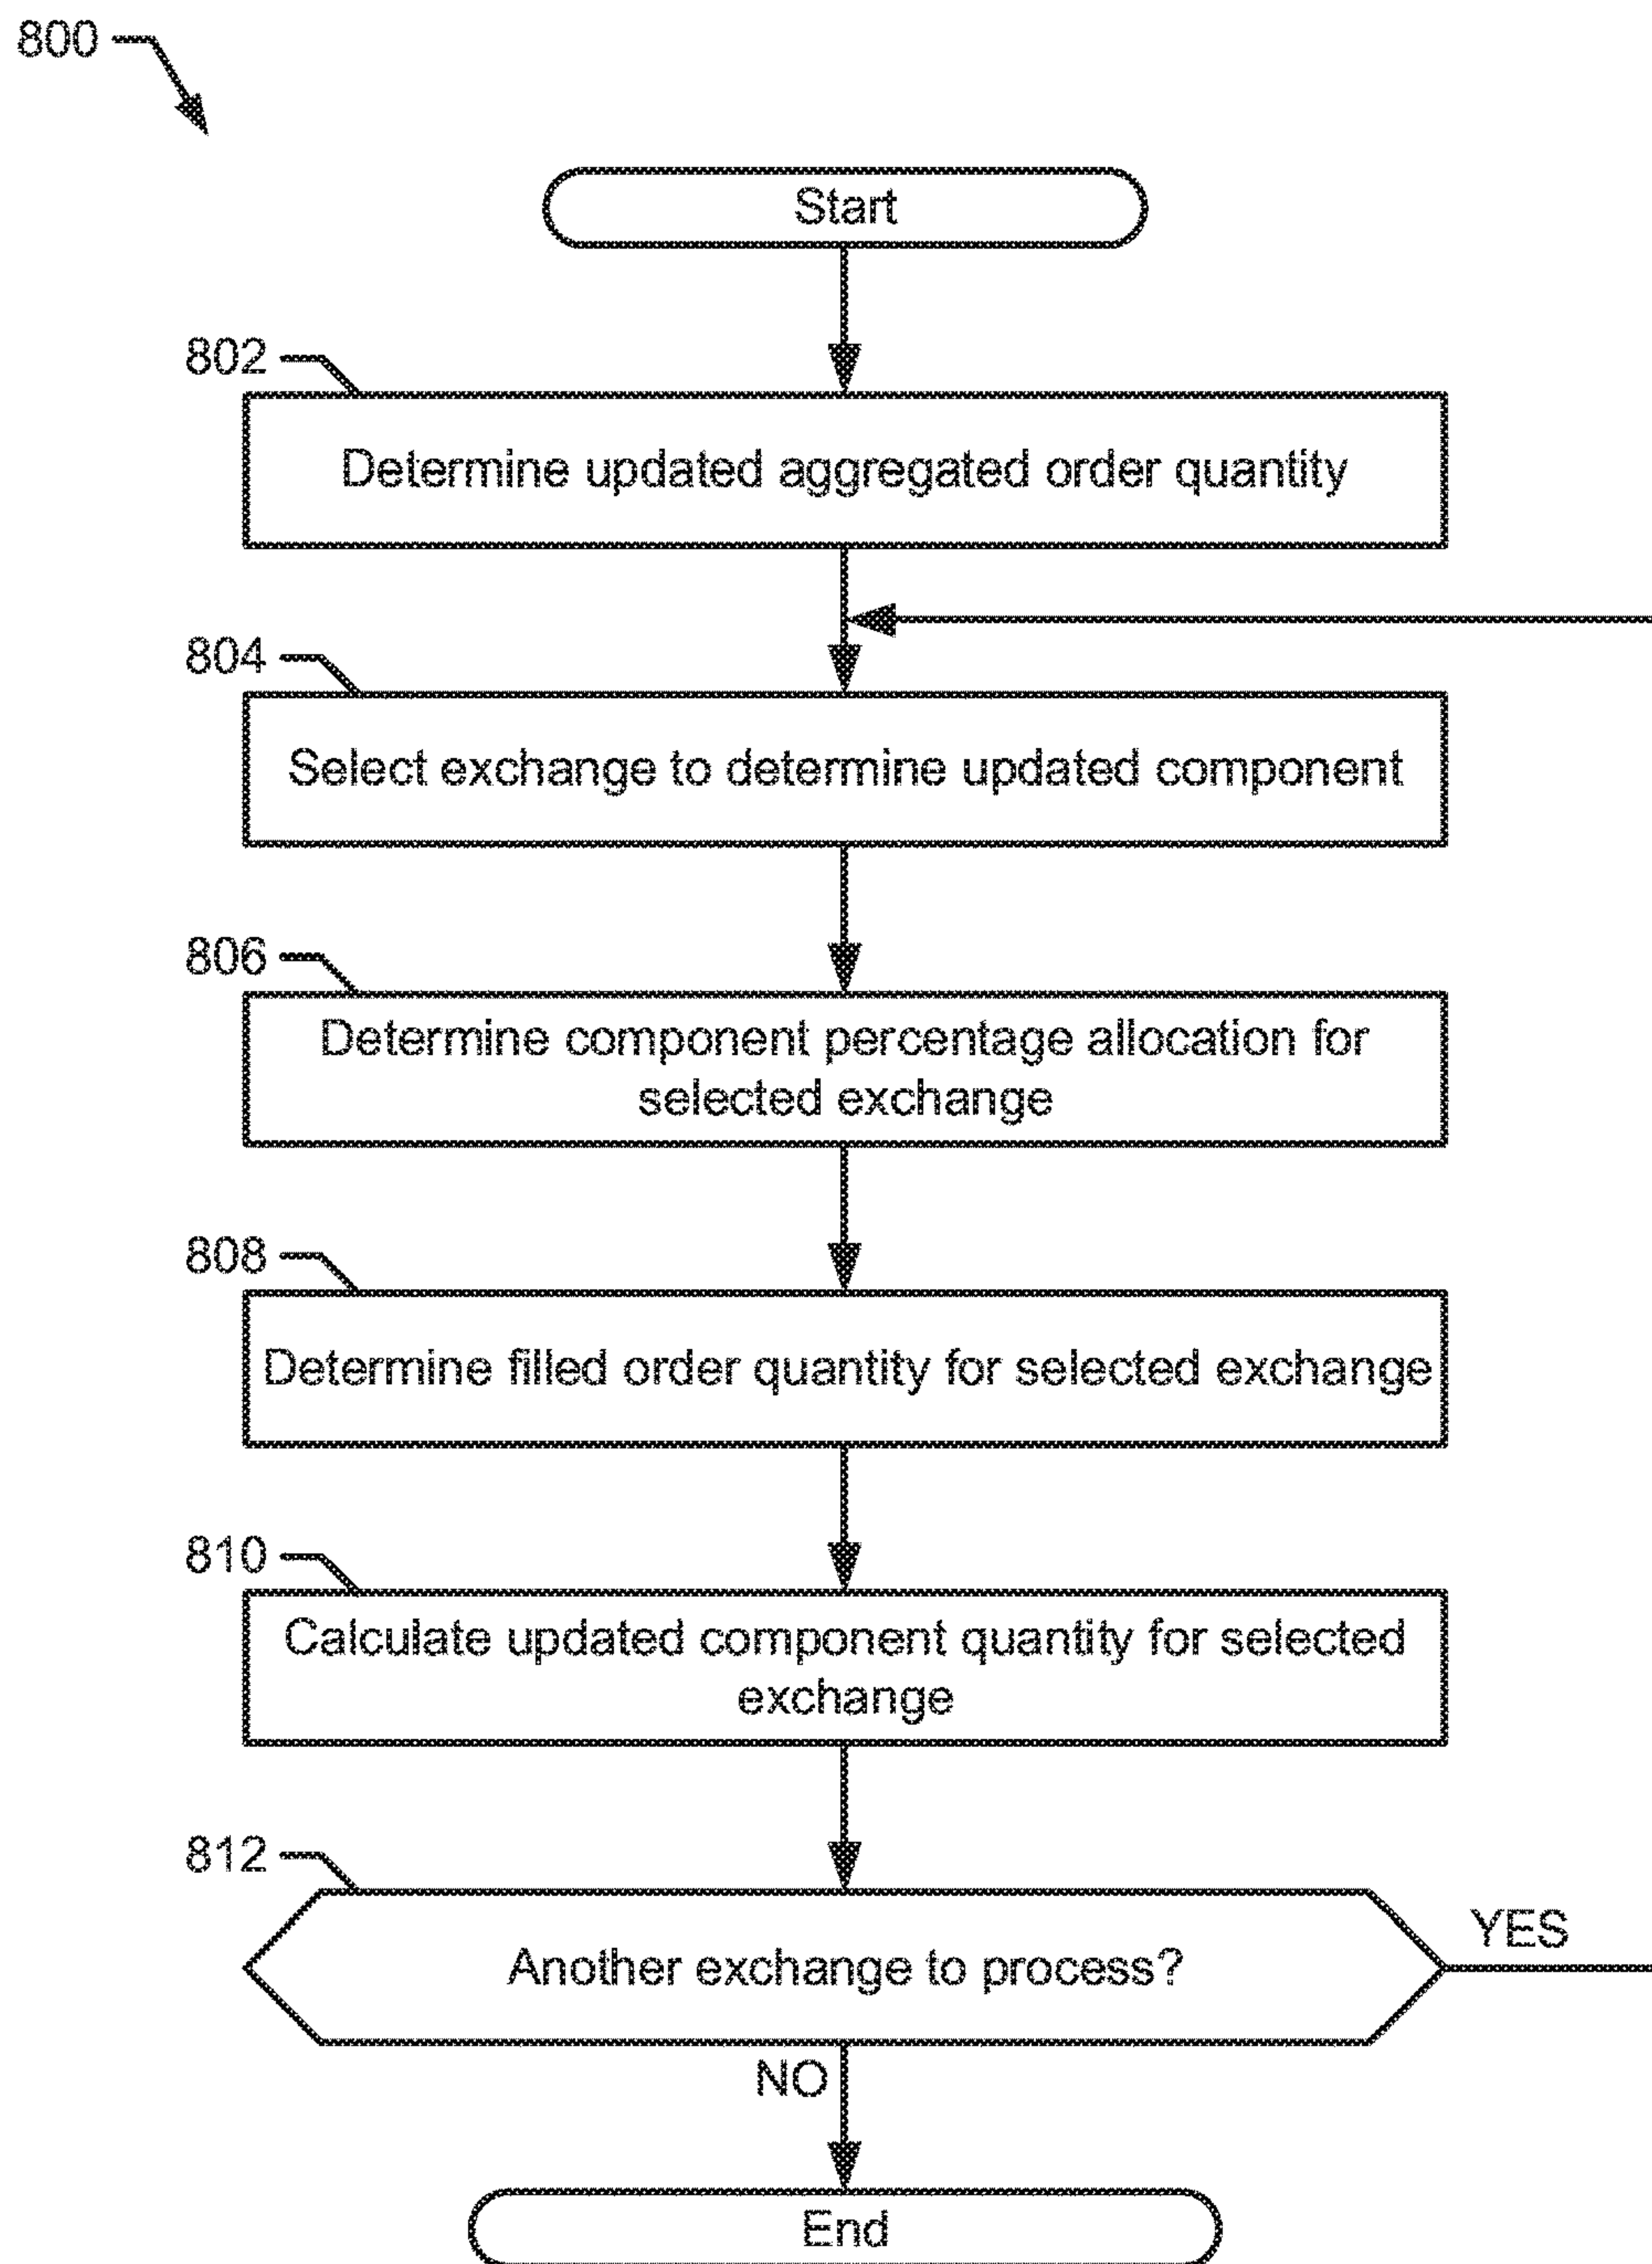 800
Start
802
Determine updated aggregated order quantity
804
Select exchange to determine updated component
806
Determine component percentage allocation for
selected exchange
808
Determine filled order quantity for selected exchange
810
Calculate updated component quantity for selected
exchange
812
Another exchange to process?
YES
NO
End